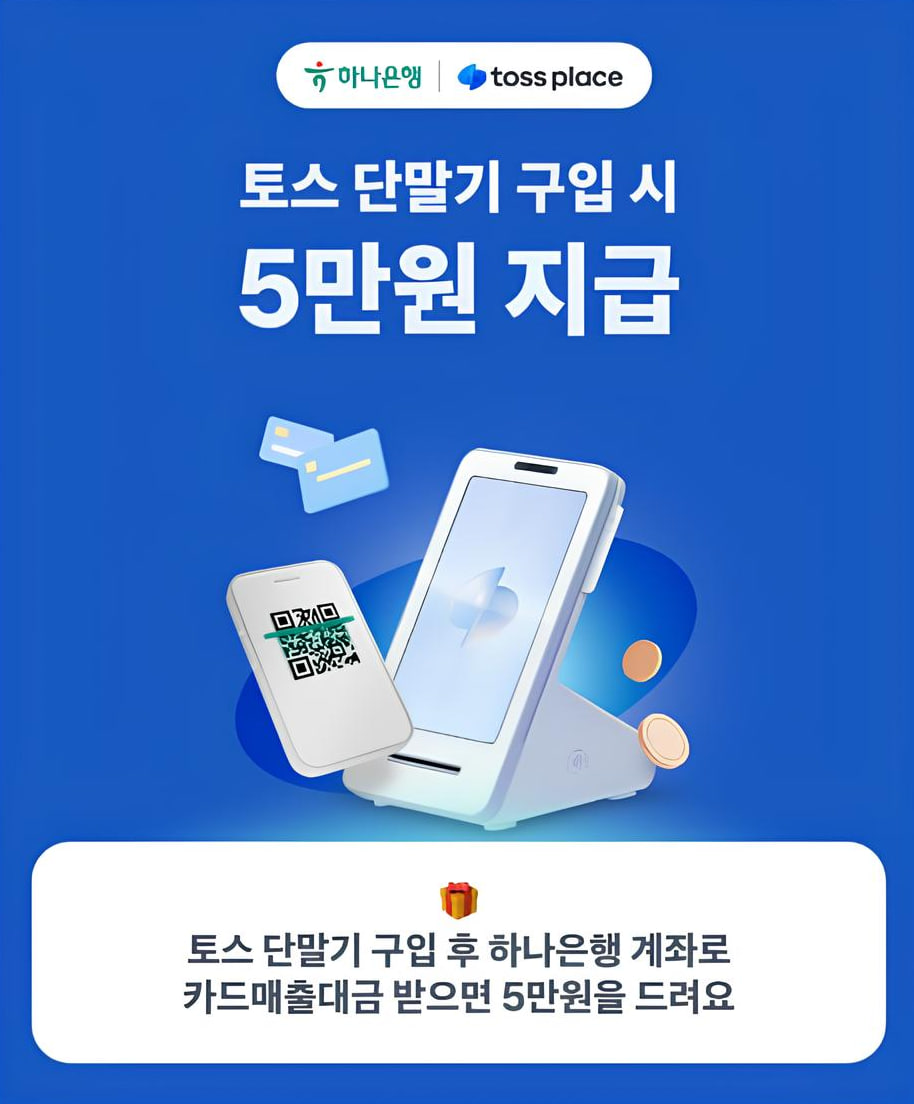 하나은행 | toss place
토스 단말기 구입 시
5만원 지급
토스 단말기 구입 후 하나은행 계좌로
카드매출대금 받으면 5만원을 드려요